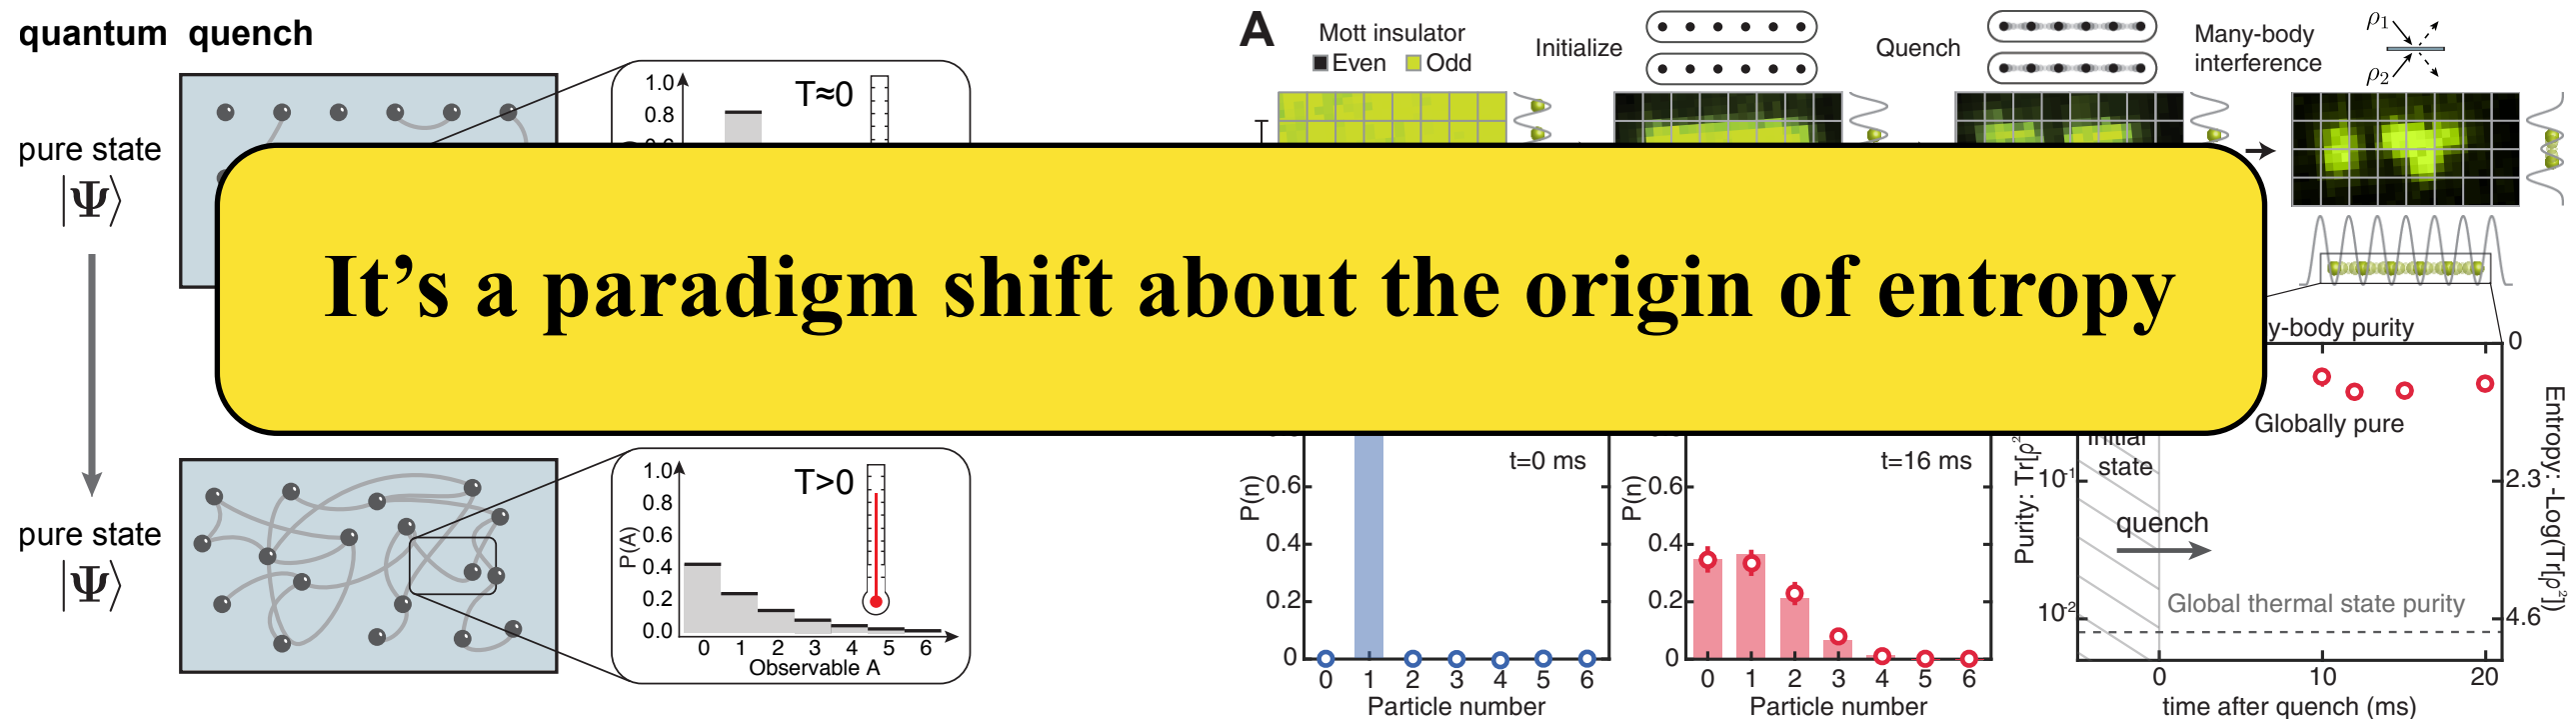 quantum quench
pure state
|Ψ⟩
pure state
|Ψ⟩
1.0
0.8
T≈0
1.0
0.8
0.6
0.4
0.2
0.0
P(A)
T>0
0 1 2 3 4 5 6
Observable A
It’s a paradigm shift about the origin of entropy
A
Mott insulator
Even Odd
Initialize
Quench
Many-body
interference
ρ1
ρ2
P(n)
0.6
0.4
0.2
0
t=0 ms
0 1 2 3 4 5 6
Particle number
P(n)
0.6
0.4
0.2
0
t=16 ms
0 1 2 3 4 5 6
Particle number
y-body purity
Globally pure
Initial
state
quench
Global thermal state purity
Purity: Tr[ρ²
10-1
10-2
0
2.3
4.6
Entropy: -Log(Tr[ρ²])
0 10 20
time after quench (ms)